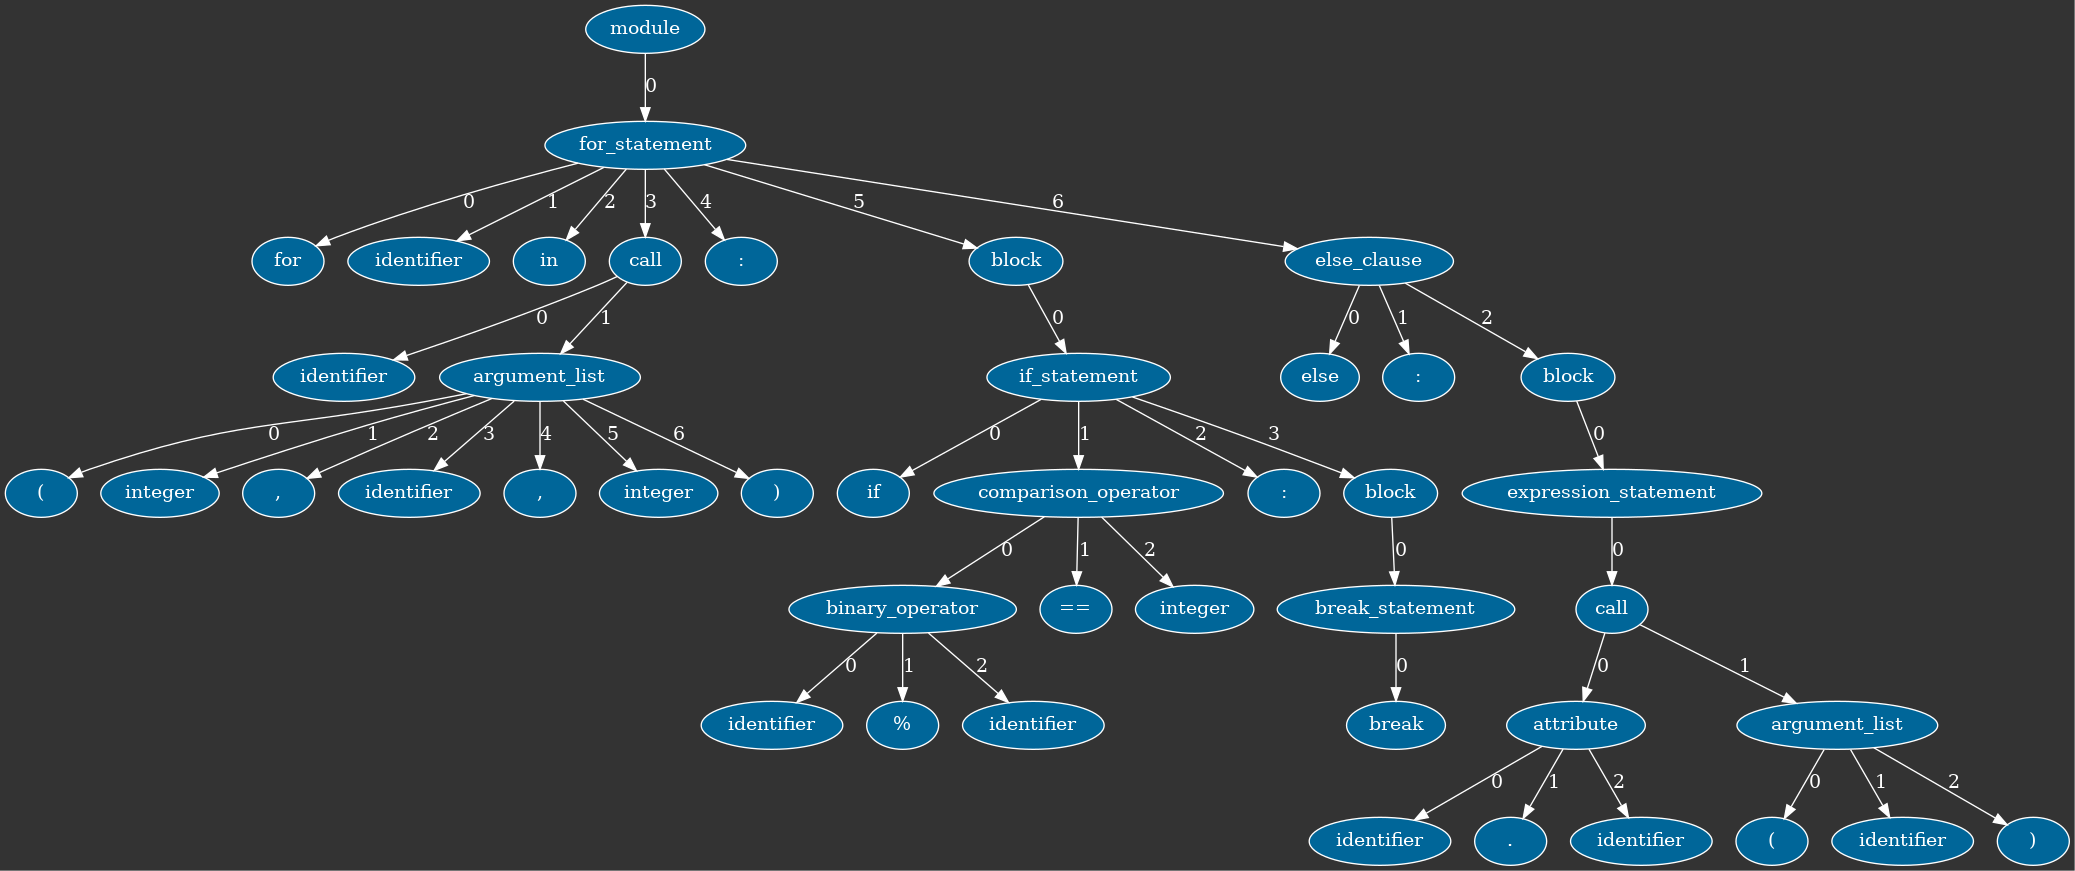 module
0
for_statement
0 1 2 3 4 5 6
for identifier in call : block else_clause
0 1 0 0 1 2
identifier argument_list if_statement else : block
0 1 2 3 4 5 6 0 1 2 3 0
( integer , identifier , integer ) if comparison_operator : block expression_statement
0 1 2 0 0
binary_operator == integer break_statement call
0 1 2 0 0 1
identifier % identifier break attribute argument_list
0 1 2 0 1 2
identifier . identifier ( identifier )